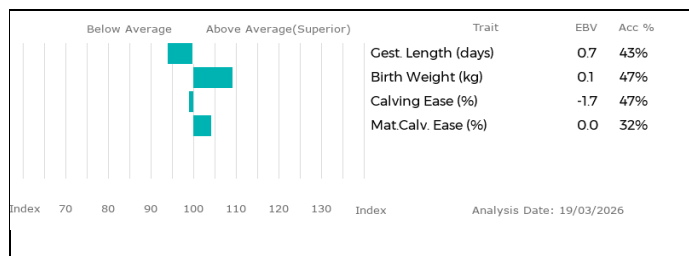 Below Average Above Average(Superior) Trait EBV Acc %
Gest. Length (days) 0.7 43%
Birth Weight (kg) 0.1 47%
Calving Ease (%) -1.7 47%
Mat.Calv. Ease (%) 0.0 32%
Index 70 80 90 100 110 120 130 Index Analysis Date: 19/03/2026